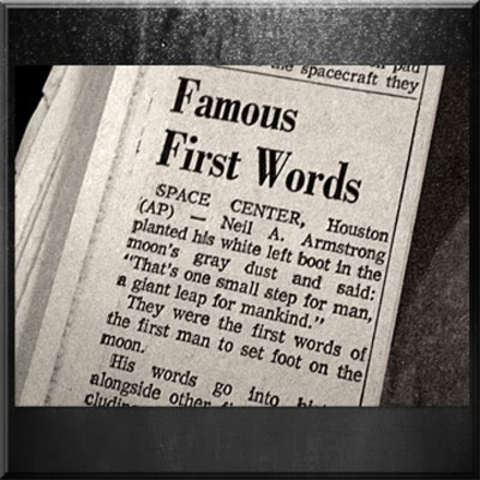 pad
the spacecraft they
Famous
First Words
SPACE CENTER, Houston
(AP) — Neil A. Armstrong
planted his white left boot in the
moon's gray dust and said:
"That's one small step for man,
a giant leap for mankind."
They were the first words of
the first man to set foot on the
moon.
His words go into
alongside other